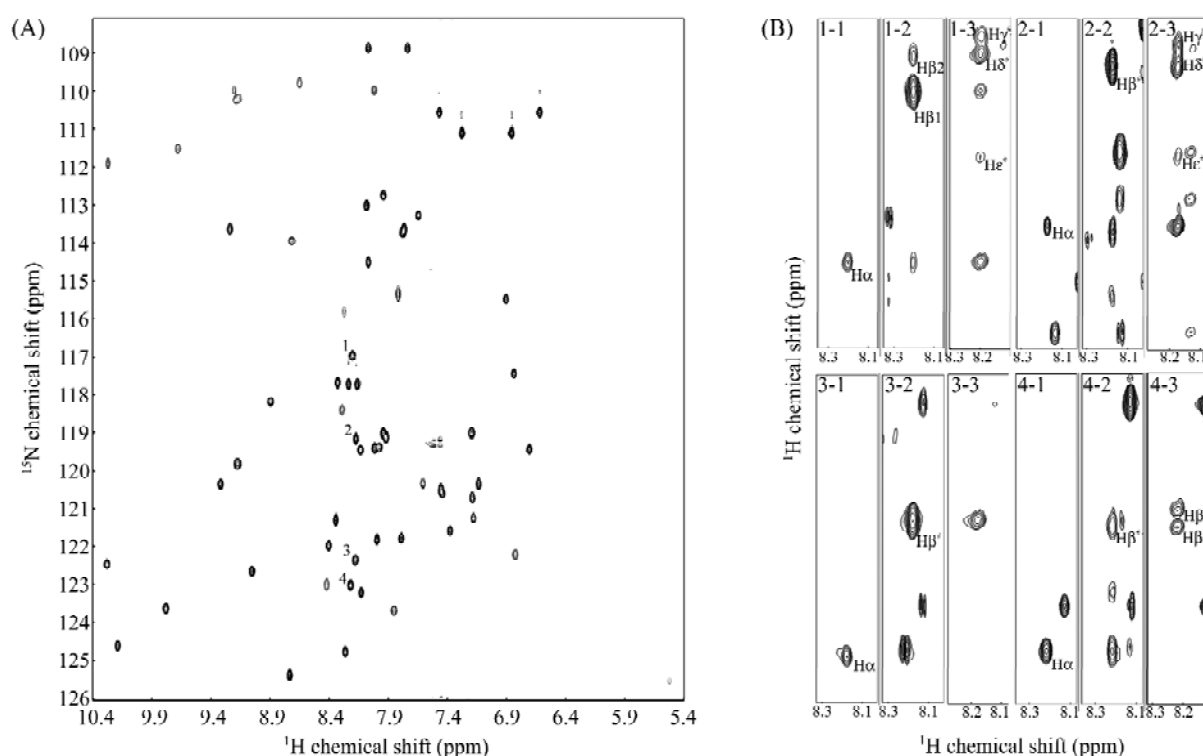 (A)
109
110
111
112
113
114
115
116
117
118
119
120
121
122
123
124
125
126
¹⁵N chemical shift (ppm)
1
2
3
4
10.4 9.9 9.4 8.9 8.4 7.9 7.4 6.9 6.4 5.9 5.4
¹H chemical shift (ppm)
(B)
¹H chemical shift (ppm)
1-1 1-2 1-3 2-1 2-2 2-3
Hβ2
Hβ1
Hα
Hγ*
Hδ*
Hε*
Hα
Hβ*
Hγ*
Hδ*
Hε*
8.3 8.1 8.3 8.1 8.2 8.3 8.1 8.3 8.1 8.2
3-1 3-2 3-3 4-1 4-2 4-3
Hα
Hβ*
Hα
Hβ*
Hβ
Hβ
8.3 8.1 8.3 8.1 8.2 8.1 8.3 8.1 8.3 8.1 8.2
¹H chemical shift (ppm)